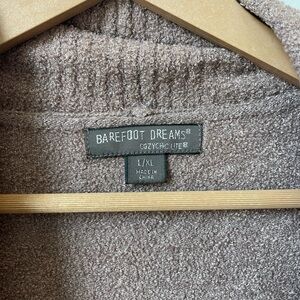 BAREFOOT DREAMS®
COZYCHIC LITE®
L/XL
MADE IN
CHINA